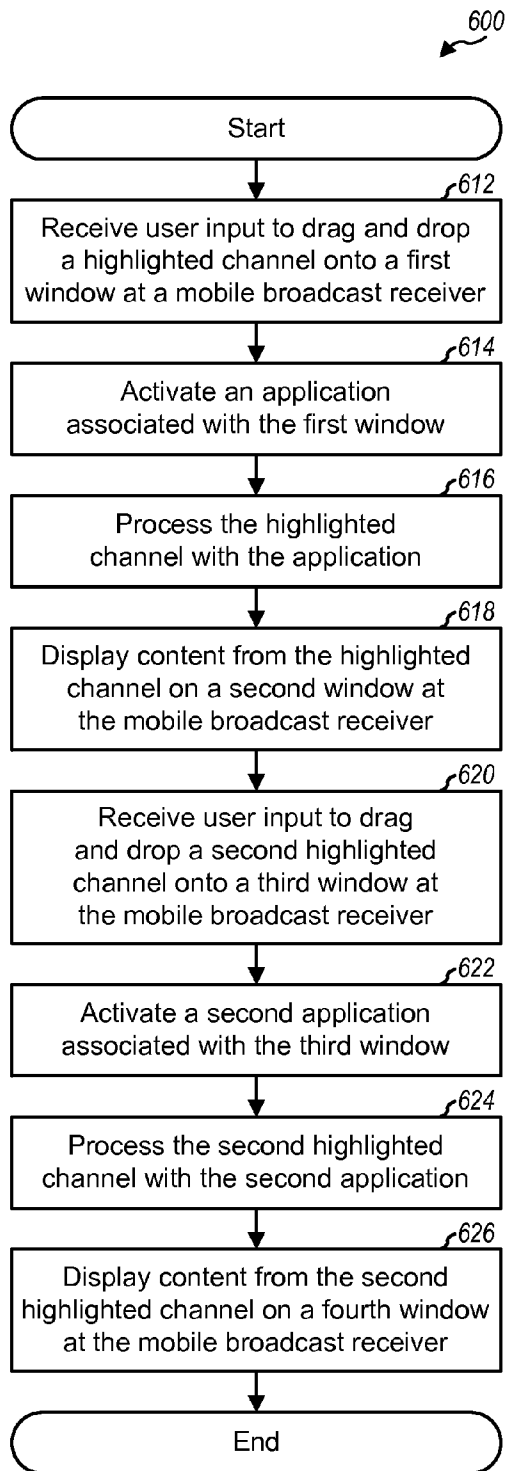 600
Start
612
Receive user input to drag and drop
a highlighted channel onto a first
window at a mobile broadcast receiver
614
Activate an application
associated with the first window
616
Process the highlighted
channel with the application
618
Display content from the highlighted
channel on a second window at
the mobile broadcast receiver
620
Receive user input to drag
and drop a second highlighted
channel onto a third window at
the mobile broadcast receiver
622
Activate a second application
associated with the third window
624
Process the second highlighted
channel with the second application
626
Display content from the second
highlighted channel on a fourth window
at the mobile broadcast receiver
End